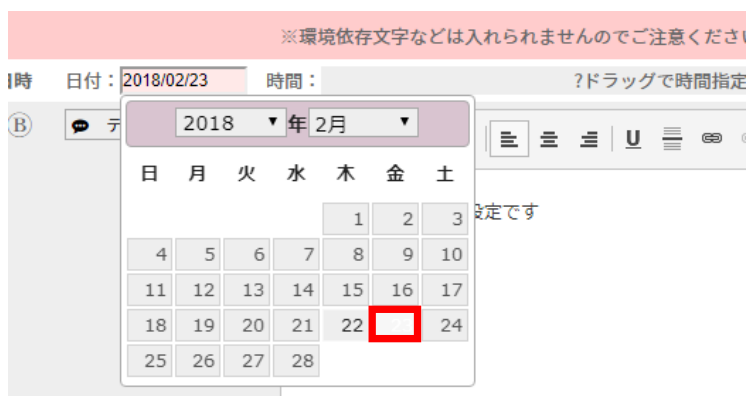 ※環境依存文字などは入れられませんのでご注意ください
日時 日付：2018/02/23 時間： ?ドラッグで時間指定
B テ
2018 ▼ 年 2月 ▼
U
日 月 火 水 木 金 土
設定です
1 2 3
4 5 6 7 8 9 10
11 12 13 14 15 16 17
18 19 20 21 22 23 24
25 26 27 28